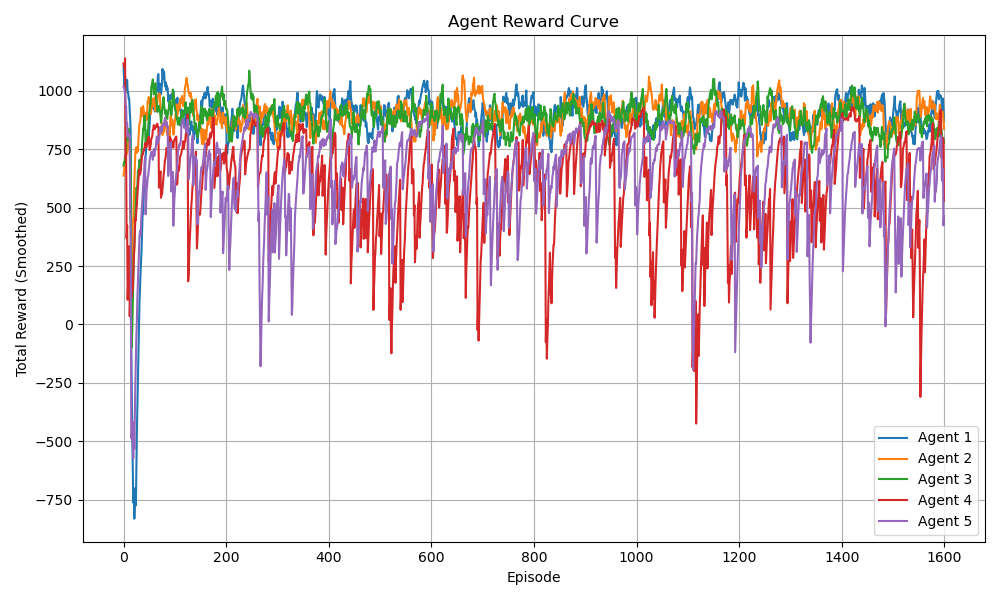 Agent Reward Curve
Total Reward (Smoothed)
1000
750
500
250
0
−250
−500
−750
0 200 400 600 800 1000 1200 1400 1600
Episode
Agent 1
Agent 2
Agent 3
Agent 4
Agent 5